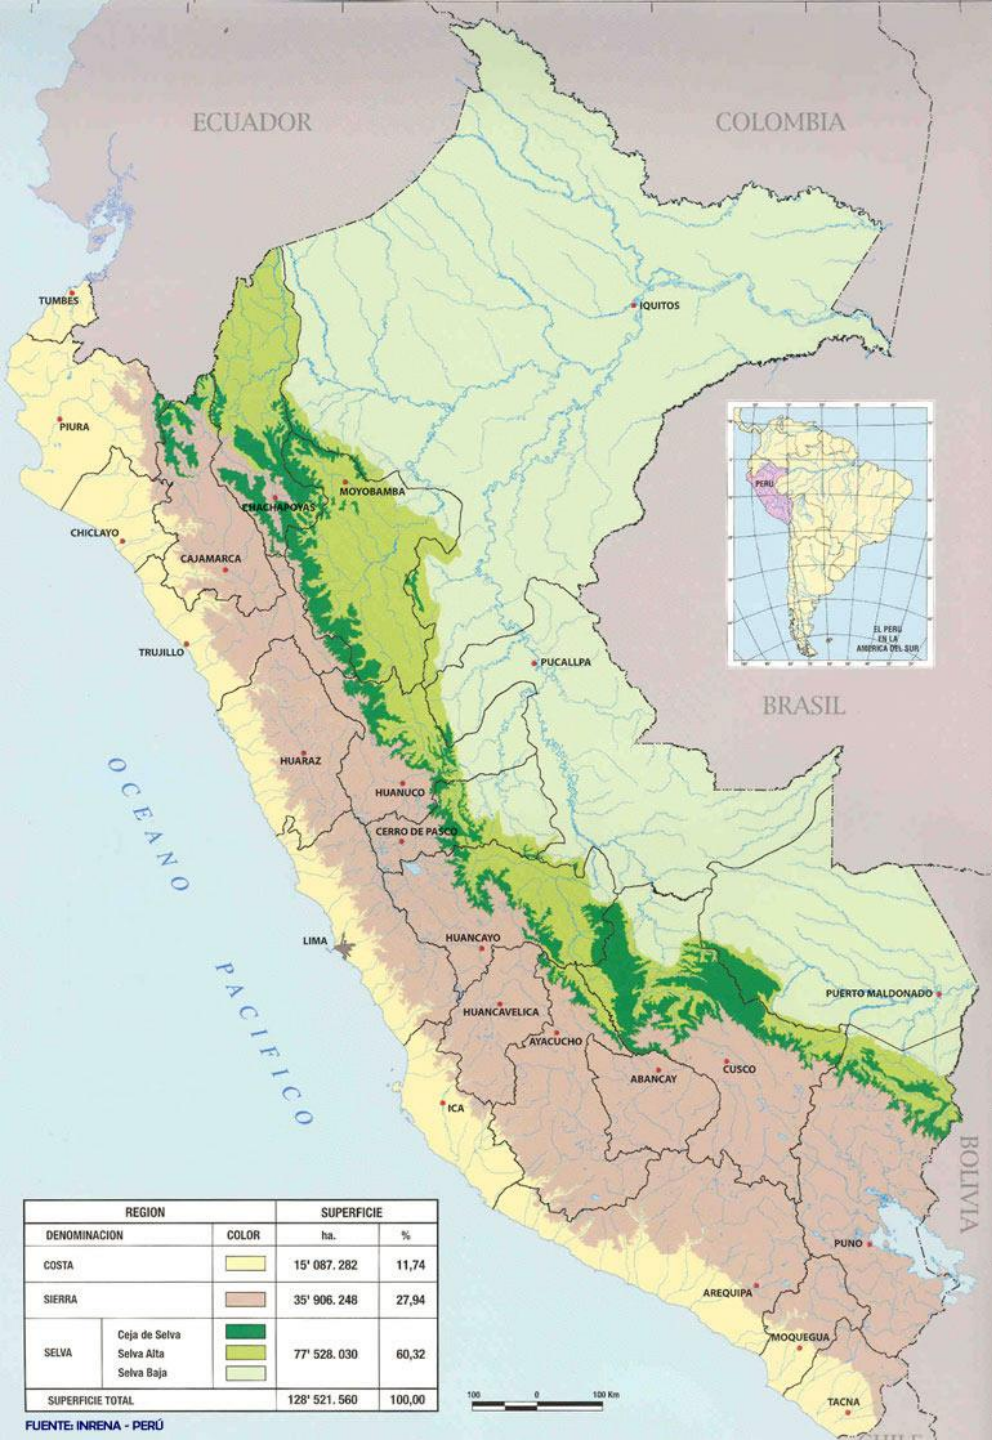 ECUADOR
COLOMBIA
TUMBES
IQUITOS
PIURA
PERU
MOYOBAMBA
CHACHAPOYAS
CHICLAYO
CAJAMARCA
EL PERU
EN LA
AMERICA DEL SUR
TRUJILLO
PUCALLPA
BRASIL
HUARAZ
HUANUCO
CERRO DE PASCO
OCEANO PACIFICO
LIMA
HUANCAYO
PUERTO MALDONADO
HUANCAVELICA
AYACUCHO
CUSCO
ABANCAY
ICA
BOLIVIA
PUNO
AREQUIPA
MOQUEGUA
TACNA
CHILE
REGION SUPERFICIE
DENOMINACION COLOR ha. %
COSTA 15' 087. 282 11,74
SIERRA 35' 906. 248 27,94
SELVA Ceja de Selva
Selva Alta 77' 528. 030 60,32
Selva Baja
SUPERFICIE TOTAL 128' 521. 560 100,00
FUENTE: INRENA - PERÚ
100 0 100 Km